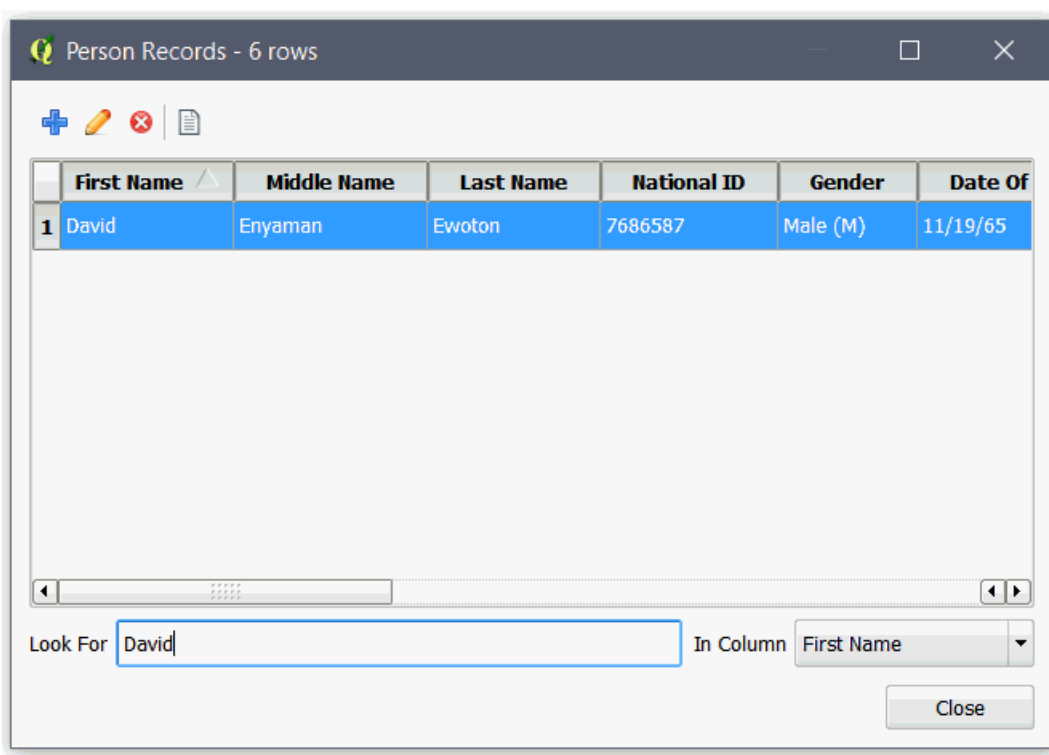 Person Records - 6 rows
First Name Middle Name Last Name National ID Gender Date Of
1 David Enyaman Ewoton 7686587 Male (M) 11/19/65
Look For David In Column First Name
Close